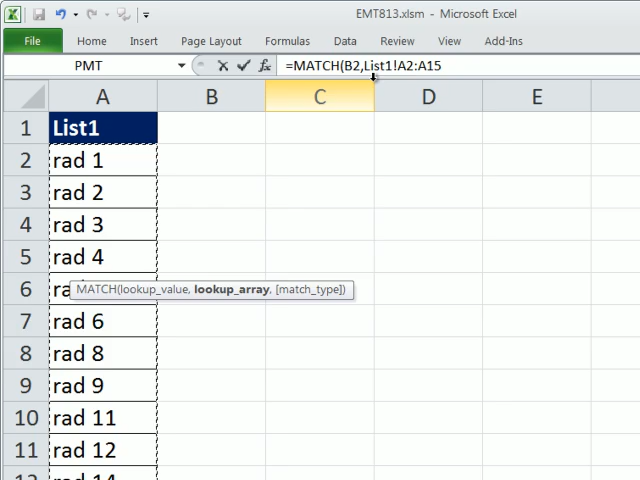 EMT813.xlsm - Microsoft Excel
File Home Insert Page Layout Formulas Data Review View Add-Ins
PMT fx =MATCH(B2,List1!A2:A15
A B C D E
1 List1
2 rad 1
3 rad 2
4 rad 3
5 rad 4
6
MATCH(lookup_value, lookup_array, [match_type])
7 rad 6
8 rad 8
9 rad 9
10 rad 11
11 rad 12